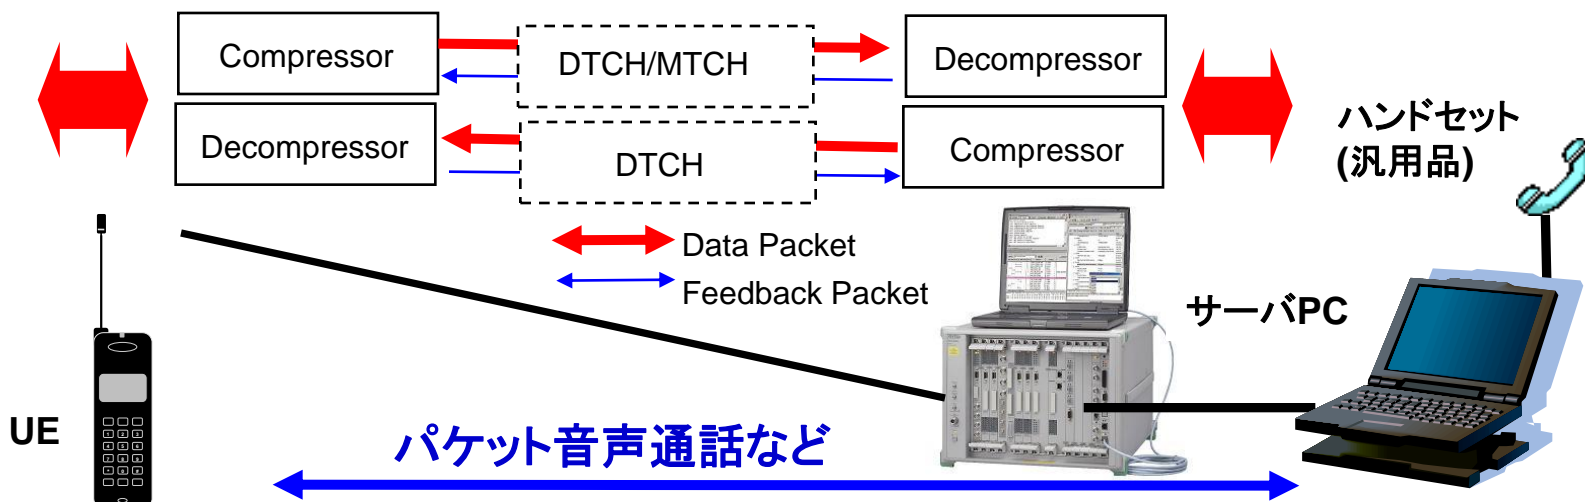 Compressor
DTCH/MTCH
Decompressor
Decompressor
DTCH
Compressor
ハンドセット
(汎用品)
Data Packet
Feedback Packet
サーバPC
UE
パケット音声通話など